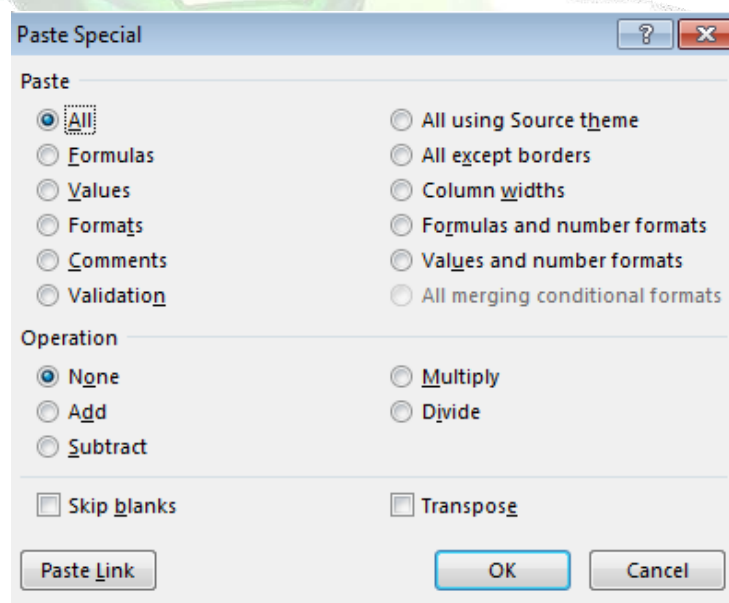 Paste Special
Paste
All
All using Source theme
Formulas
All except borders
Values
Column widths
Formats
Formulas and number formats
Comments
Values and number formats
Validation
All merging conditional formats
Operation
None
Multiply
Add
Divide
Subtract
Skip blanks
Transpose
Paste Link
OK
Cancel